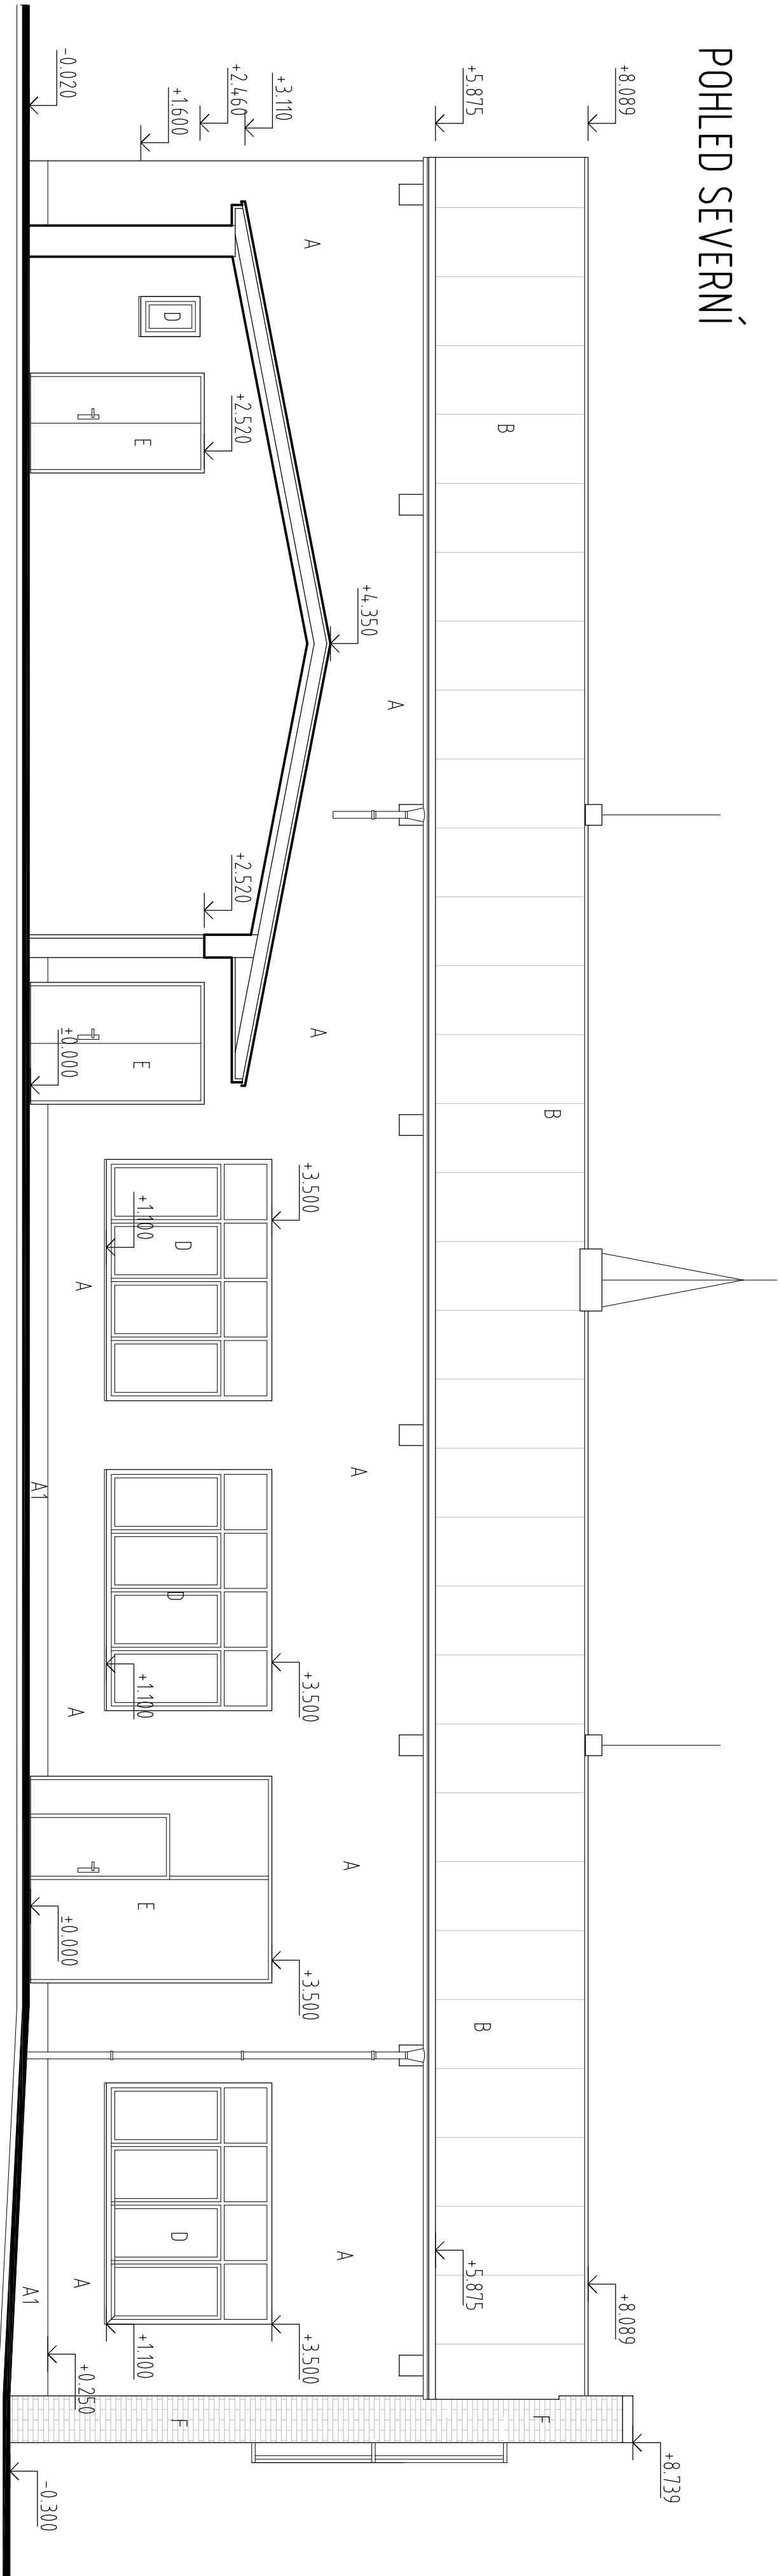 POHLED SEVERNÍ
+8.089
+5.875
+3.110
+2.460
+1.600
-0.020
A
D
E
+2.520
B
+4.350
A
+2.520
A
E
±0.000
B
+3.500
+1.100
D
A
A
A1
D
+3.500
+1.100
A
A
E
±0.000
+3.500
B
D
A
A
A1
+5.875
+8.089
+3.500
+1.100
+0.250
F
F
+8.739
-0.300